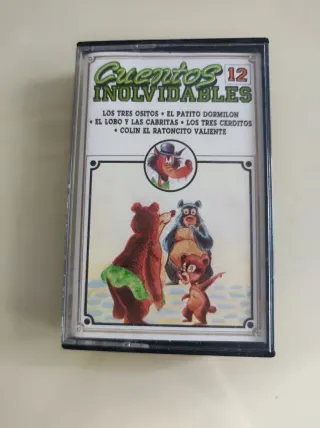 Cuentos 12
INOLVIDABLES
LOS TRES OSITOS • EL PATITO DORMILON
• EL LOBO Y LAS CABRITAS • LOS TRES CERDITOS
• COLIN EL RATONCITO VALIENTE